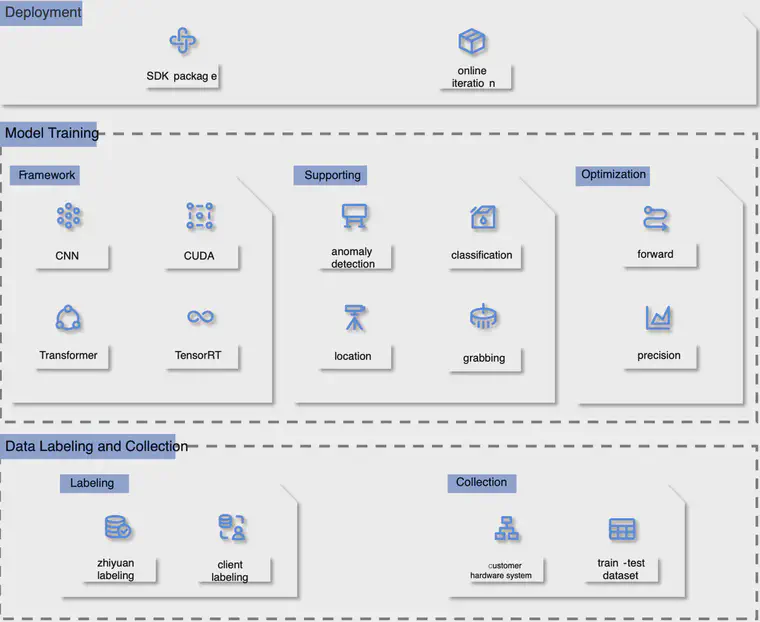 Deployment
SDK packag e
online
iteratio n
Model Training
Framework
Supporting
Optimization
CNN
CUDA
anomaly
detection
classification
forward
Transformer
TensorRT
location
grabbing
precision
Data Labeling and Collection
Labeling
Collection
zhiyuan
labeling
client
labeling
customer
hardware system
train -test
dataset